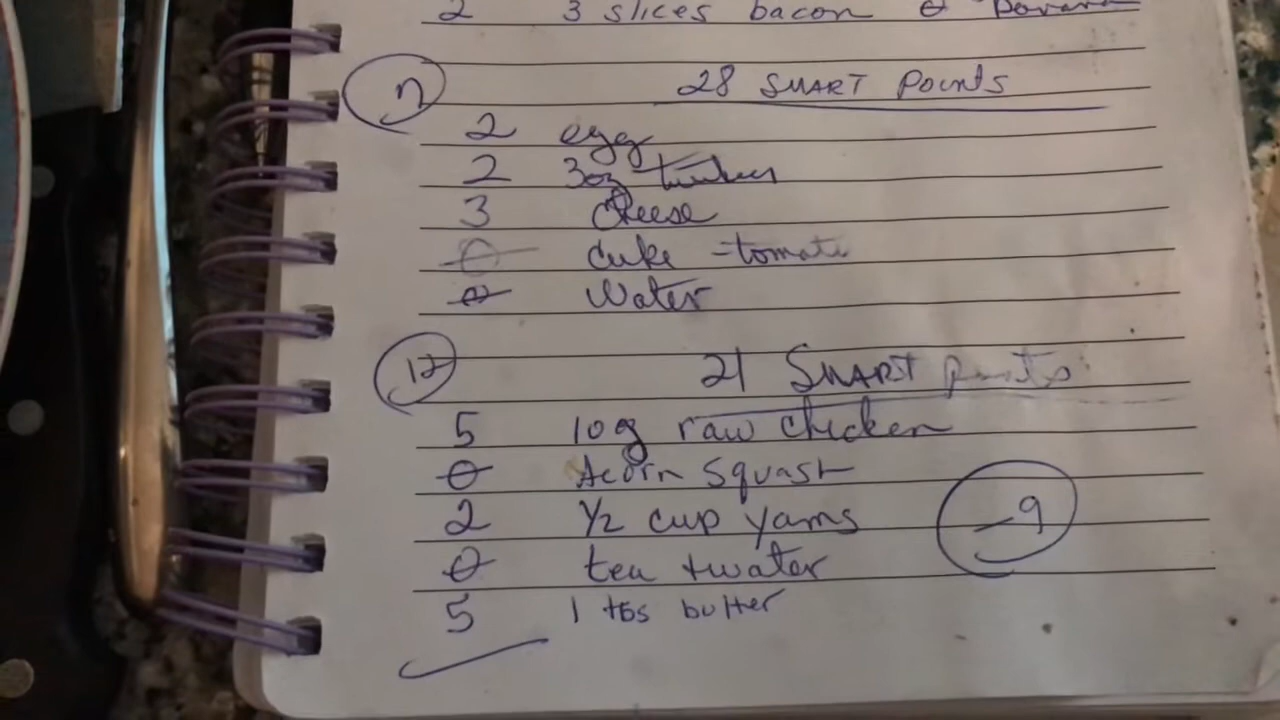 2 3 slices bacon
7 28 SMART Points
2 egg
2 3oz turkey
3 cheese
0 cuke - tomato
0 Water
12 21 SMART Points
5 10g raw chicken
0 Acorn Squash
2 1/2 cup yams -9
0 tea + water
5 1 tbs butter